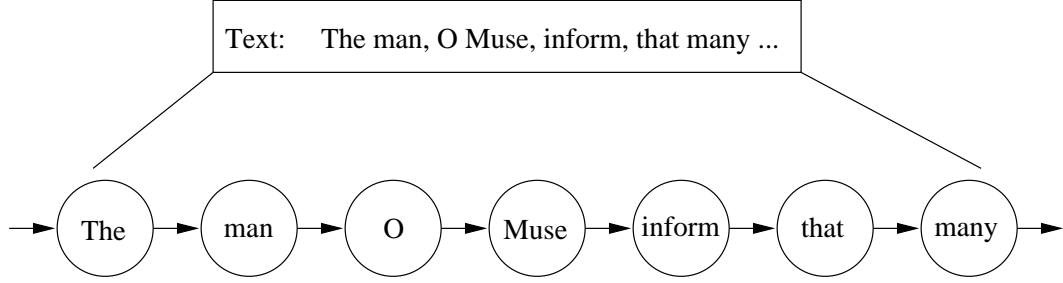 Text: The man, O Muse, inform, that many ...
The man O Muse inform that many